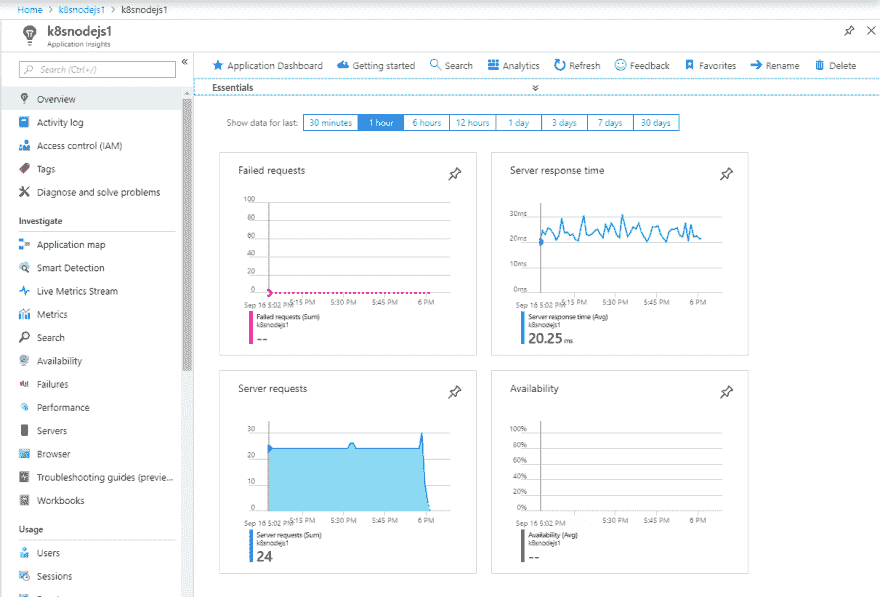 Home > k8snodejs1 > k8snodejs1
k8snodejs1
Application Insights
Search (Ctrl+/)
Overview
Activity log
Access control (IAM)
Tags
Diagnose and solve problems
Investigate
Application map
Smart Detection
Live Metrics Stream
Metrics
Search
Availability
Failures
Performance
Servers
Browser
Troubleshooting guides (previe...
Workbooks
Usage
Users
Sessions
Application Dashboard Getting started Search Analytics Refresh Feedback Favorites Rename Delete
Essentials
Show data for last: 30 minutes 1 hour 6 hours 12 hours 1 day 3 days 7 days 30 days
Failed requests
100
80
60
40
20
0
Sep 16 5:02 PM 5:15 PM 5:30 PM 5:45 PM 6 PM
Failed requests (Sum)
k8snodejs1
--
Server response time
30ms
20ms
10ms
0ms
Sep 16 5:02 PM 5:15 PM 5:30 PM 5:45 PM 6 PM
Server response time (Avg)
k8snodejs1
20.25 ms
Server requests
30
20
10
0
Sep 16 5:02 PM 5:15 PM 5:30 PM 5:45 PM 6 PM
Server requests (Sum)
k8snodejs1
24
Availability
100%
80%
60%
40%
20%
0%
Sep 16 5:02 PM 5:30 PM 5:45 PM 6 PM
Availability (Avg)
k8snodejs1
--